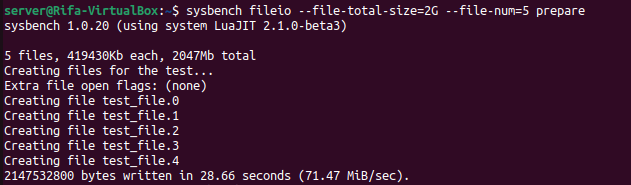 server@Rifa-VirtualBox:~$ sysbench fileio --file-total-size=2G --file-num=5 prepare
sysbench 1.0.20 (using system LuaJIT 2.1.0-beta3)
5 files, 419430Kb each, 2047Mb total
Creating files for the test...
Extra file open flags: (none)
Creating file test_file.0
Creating file test_file.1
Creating file test_file.2
Creating file test_file.3
Creating file test_file.4
2147532800 bytes written in 28.66 seconds (71.47 MiB/sec).